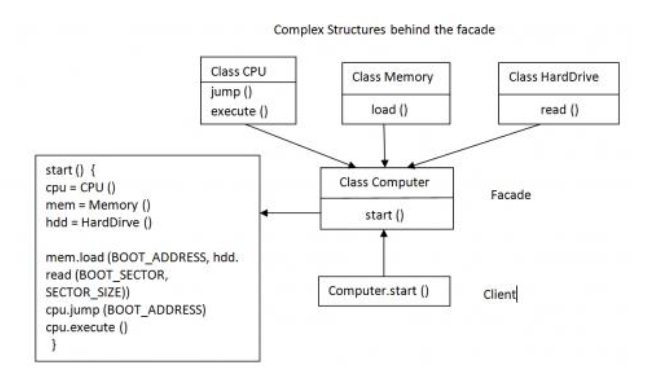 Complex Structures behind the facade
Class CPU
jump ()
execute ()
Class Memory
load ()
Class HardDrive
read ()
start () {
cpu = CPU ()
mem = Memory ()
hdd = HardDirve ()
mem.load (BOOT_ADDRESS, hdd.
read (BOOT_SECTOR,
SECTOR_SIZE))
cpu.jump (BOOT_ADDRESS)
cpu.execute ()
}
Class Computer
start ()
Facade
Computer.start ()
Client